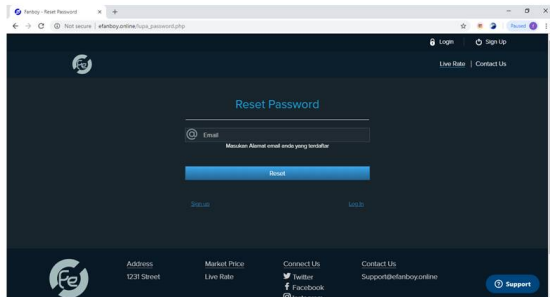 Fanboy - Reset Password
Not secure | efanboy.online/lupa_password.php
Paused
Login
Sign Up
Fe
Live Rate | Contact Us
Reset Password
@ Email
Masukan Alamat email anda yang terdaftar
Reset
Sign up
Log In
Address
Market Price
Connect Us
Contact Us
1231 Street
Live Rate
Twitter
Support@efanboy.online
Facebook
Fe
Support